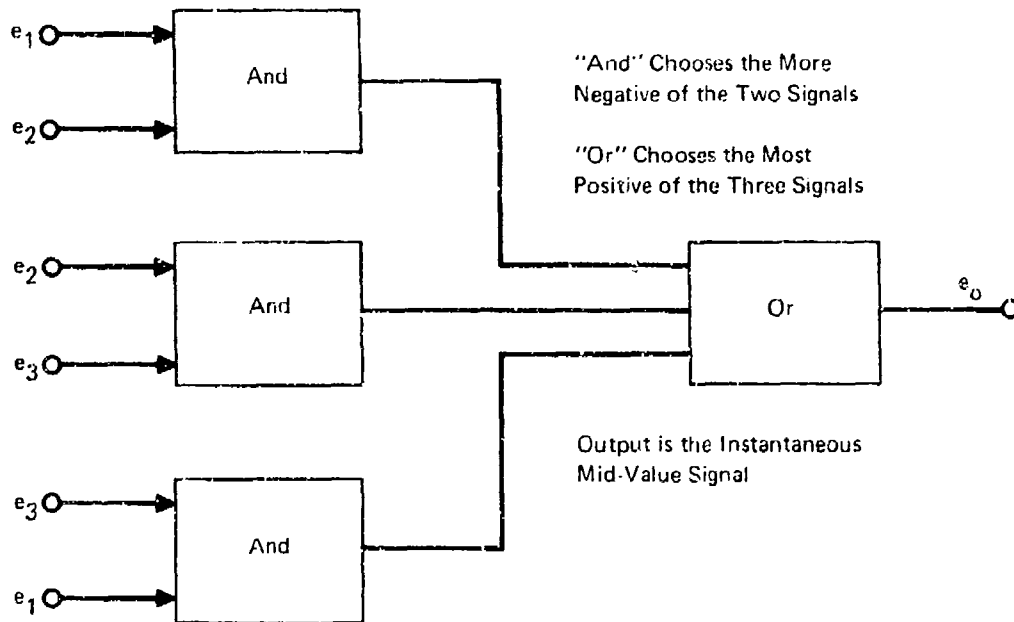 e1
And
e2
"And" Chooses the More
Negative of the Two Signals
"Or" Chooses the Most
Positive of the Three Signals
e2
And
e3
Or
eo
Output is the Instantaneous
Mid-Value Signal
e3
And
e1